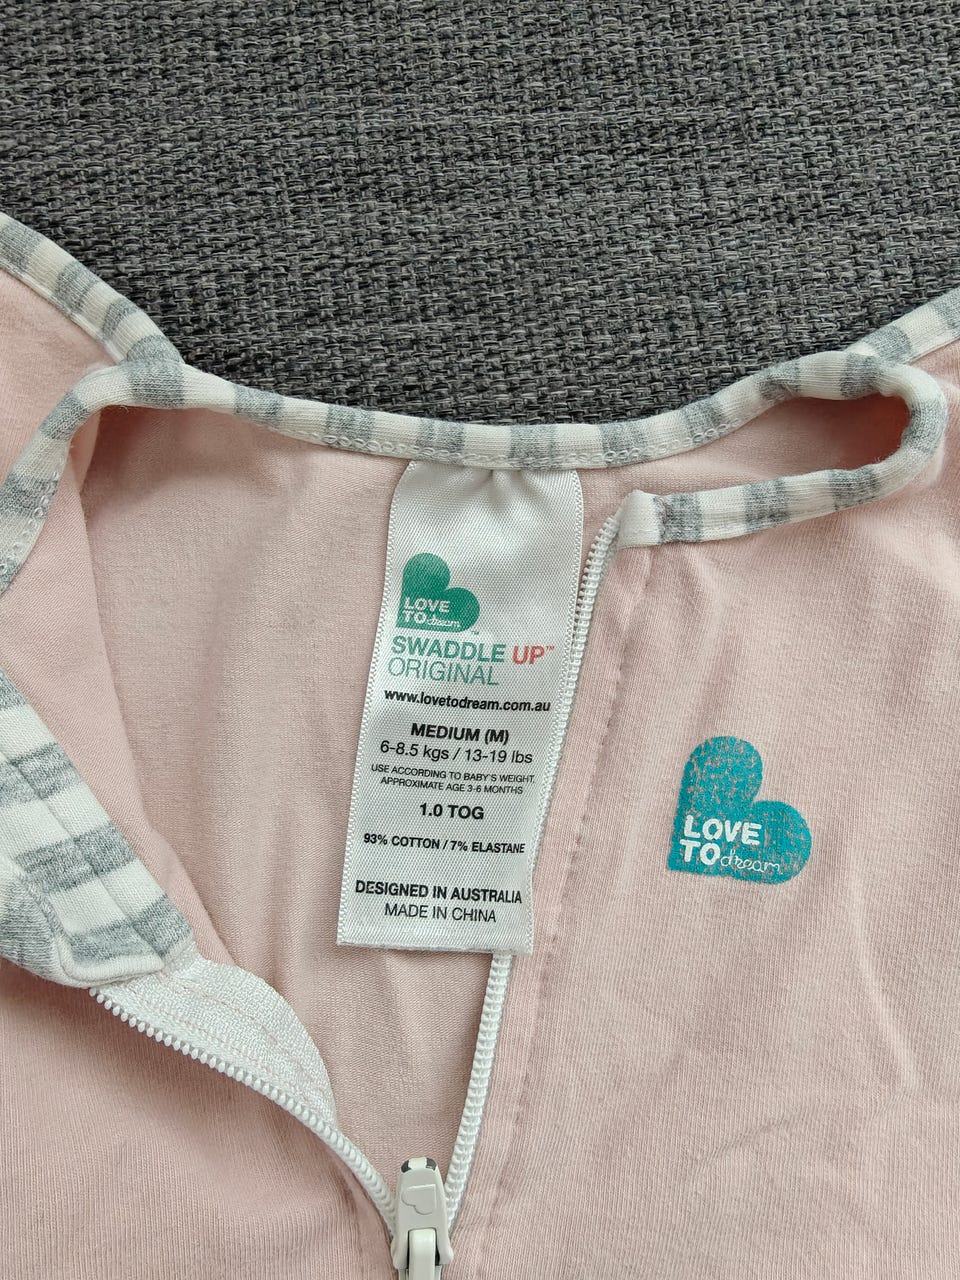 LOVE
TO dream™
SWADDLE UP™
ORIGINAL
www.lovetodream.com.au
MEDIUM (M)
6-8.5 kgs / 13-19 lbs
USE ACCORDING TO BABY'S WEIGHT.
APPROXIMATE AGE 3-6 MONTHS
1.0 TOG
93% COTTON / 7% ELASTANE
DESIGNED IN AUSTRALIA
MADE IN CHINA
LOVE
TO dream